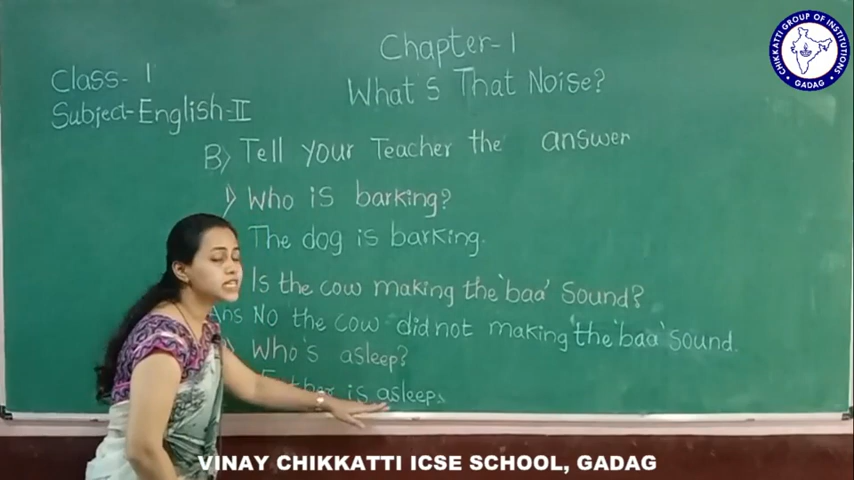 Chapter-1
Class- 1
What's That Noise?
Subject-English-II
B) Tell your Teacher the answer
1) Who is barking?
The dog is barking.
Is the cow making the 'baa' Sound?
Ans No the cow did not making the 'baa' sound.
) Who's asleep?
Father is asleep.
CHIKKATTI GROUP OF INSTITUTIONS
GADAG
VINAY CHIKKATTI ICSE SCHOOL, GADAG